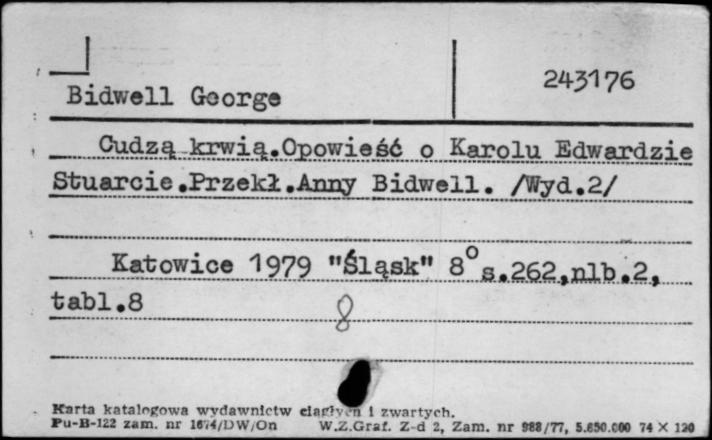 243176
Bidwell George
Cudzą krwią.Opowieść o Karolu Edwardzie
Stuarcie.Przekł.Anny Bidwell. /Wyd.2/
Katowice 1979 "Śląsk" 8° s.262,nlb.2,
tabl.8
8
Karta katalogowa wydawnictw ciągłych i zwartych.
Pu-B-122 zam. nr 1674/DW/On W.Z.Graf. Z-d 2, Zam. nr 988/77, 5.650.000 74 X 120